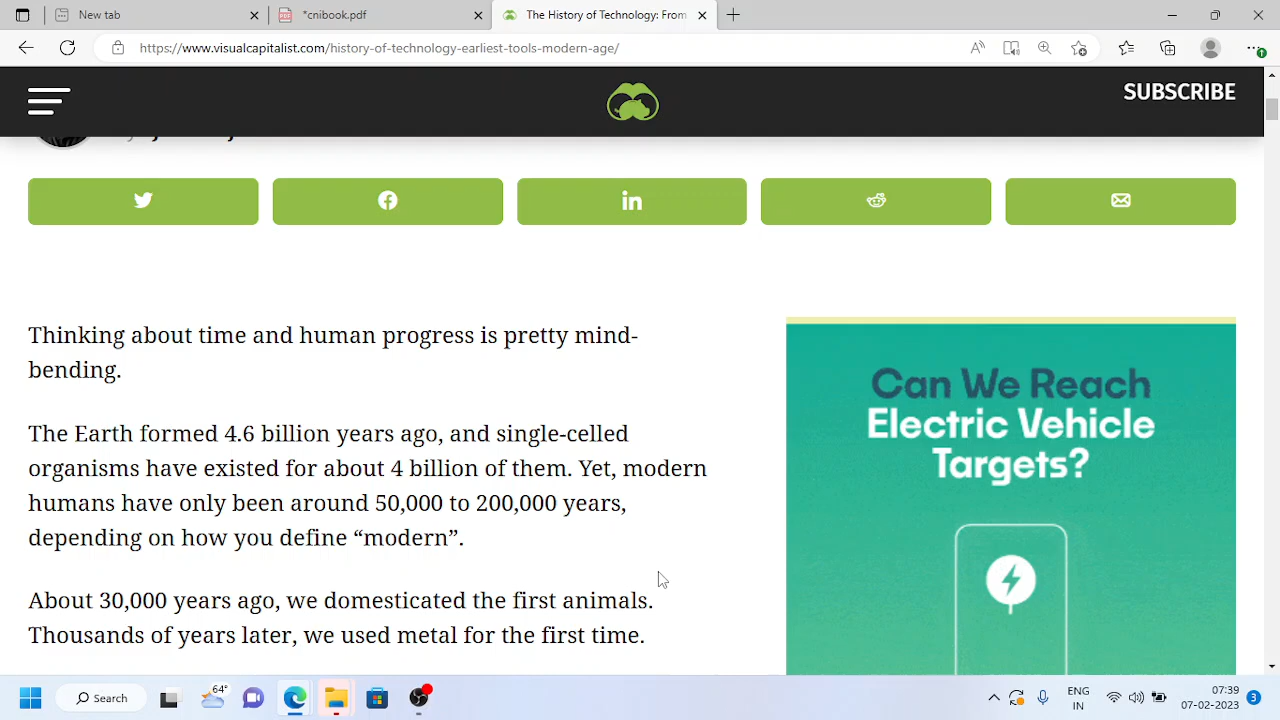 New tab
*cnibook.pdf
The History of Technology: From
https://www.visualcapitalist.com/history-of-technology-earliest-tools-modern-age/
SUBSCRIBE
Thinking about time and human progress is pretty mind-
bending.
The Earth formed 4.6 billion years ago, and single-celled
organisms have existed for about 4 billion of them. Yet, modern
humans have only been around 50,000 to 200,000 years,
depending on how you define “modern”.
About 30,000 years ago, we domesticated the first animals.
Thousands of years later, we used metal for the first time.
Can We Reach
Electric Vehicle
Targets?
Search
64°
ENG
IN
07:39
07-02-2023
3